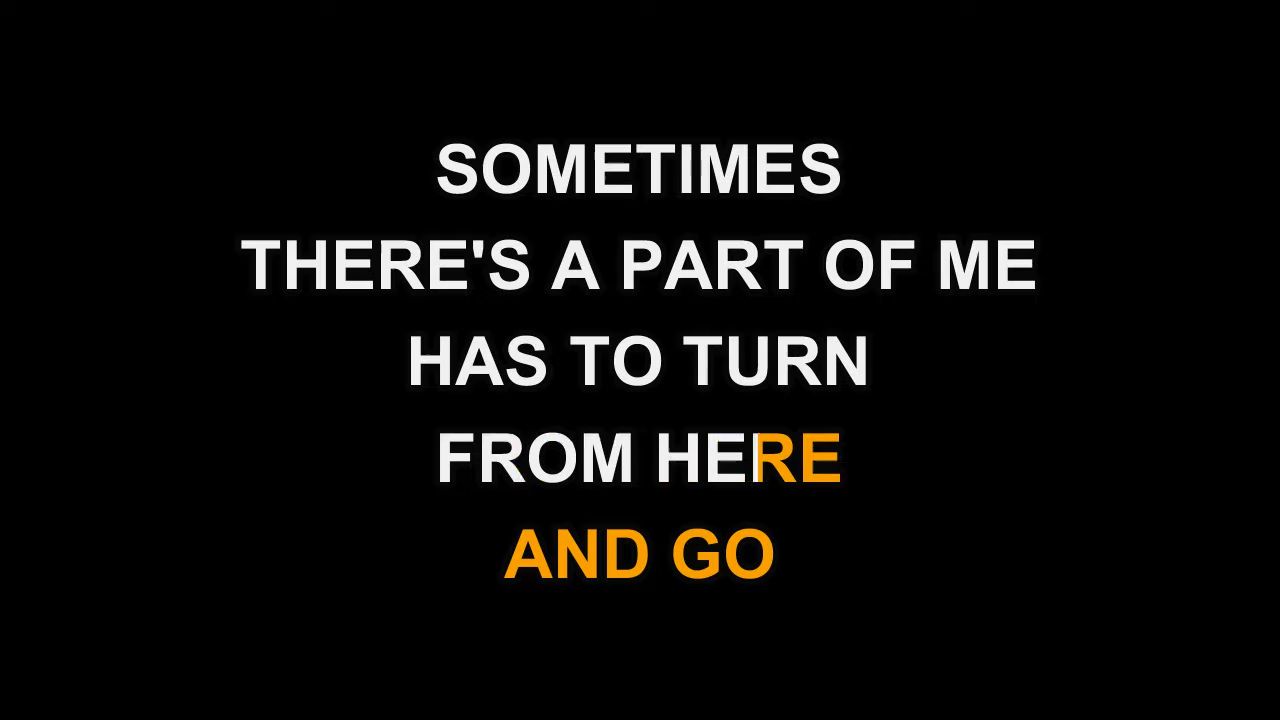 SOMETIMES
THERE'S A PART OF ME
HAS TO TURN
FROM HERE
AND GO